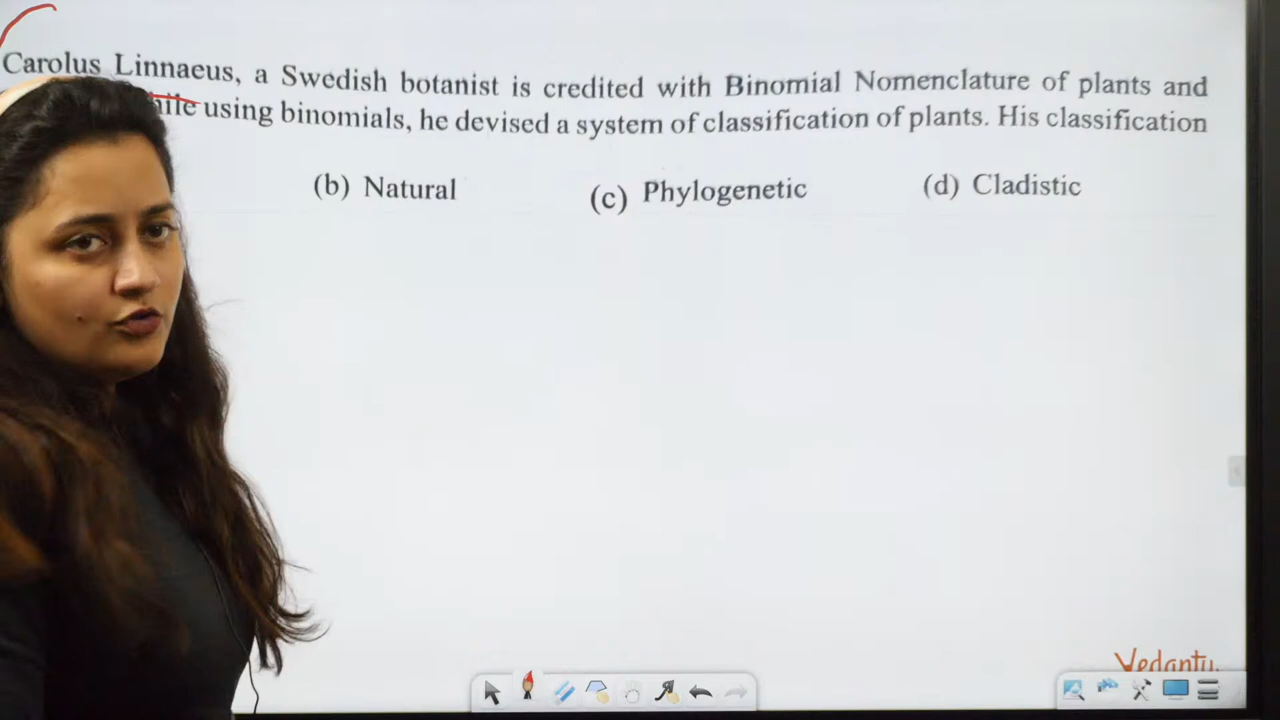 Carolus Linnaeus, a Swedish botanist is credited with Binomial Nomenclature of plants and
using binomials, he devised a system of classification of plants. His classification
(b) Natural (c) Phylogenetic (d) Cladistic
Vedantu